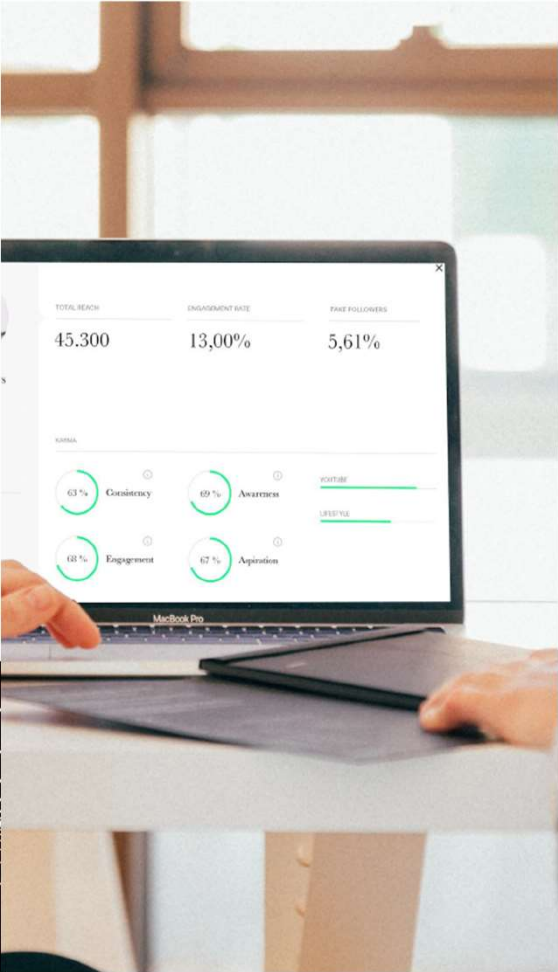 TOTAL REACH
ENGAGEMENT RATE
FAKE FOLLOWERS
45.300
13,00%
5,61%
s
KARMA
63 %
Consistency
69 %
Awareness
YOUTUBE
LIFESTYLE
68 %
Engagement
67 %
Aspiration
MacBook Pro